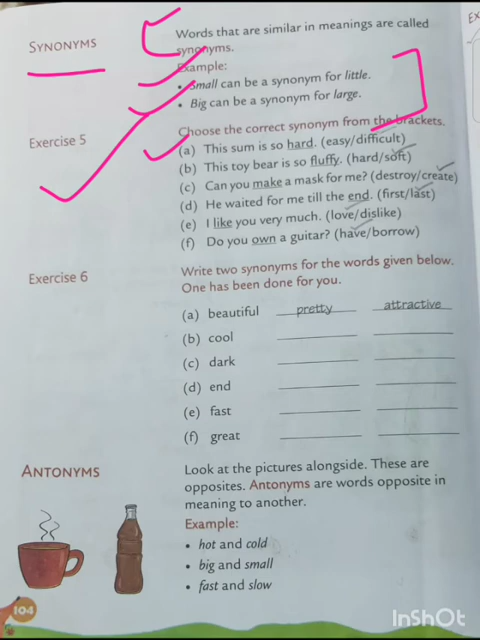 SYNONYMS
Words that are similar in meanings are called
synonyms.
Example:
• Small can be a synonym for little.
• Big can be a synonym for large.
Exercise 5
Choose the correct synonym from the brackets.
(a) This sum is so hard. (easy/difficult)
(b) This toy bear is so fluffy. (hard/soft)
(c) Can you make a mask for me? (destroy/create)
(d) He waited for me till the end. (first/last)
(e) I like you very much. (love/dislike)
(f) Do you own a guitar? (have/borrow)
Exercise 6
Write two synonyms for the words given below.
One has been done for you.
(a) beautiful pretty attractive
(b) cool
(c) dark
(d) end
(e) fast
(f) great
ANTONYMS
Look at the pictures alongside. These are
opposites. Antonyms are words opposite in
meaning to another.
Example:
• hot and cold
• big and small
• fast and slow
104
InShOt